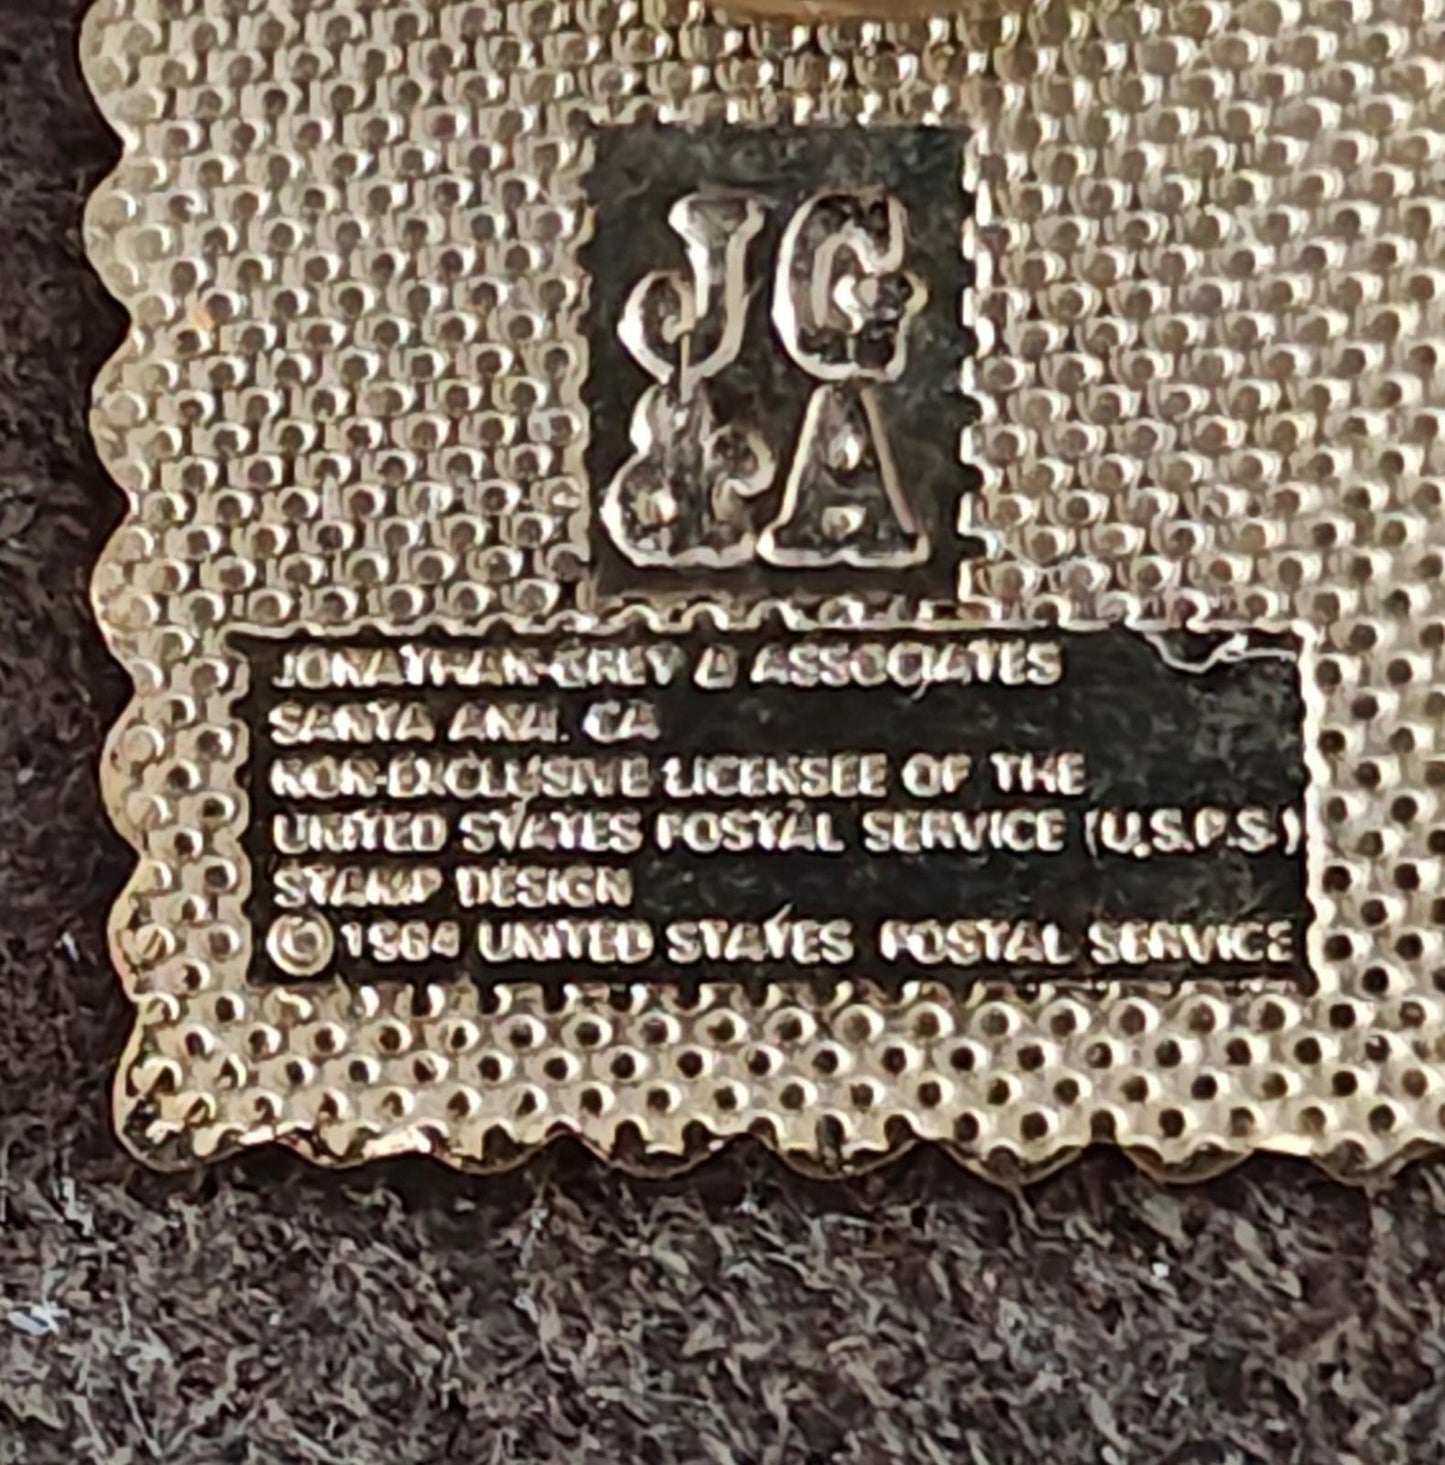 JG
&A
JONATHAN GREY & ASSOCIATES
SANTA ANA, CA
NON-EXCLUSIVE LICENSEE OF THE
UNITED STATES POSTAL SERVICE (U.S.P.S.)
STAMP DESIGN
© 1984 UNITED STATES POSTAL SERVICE